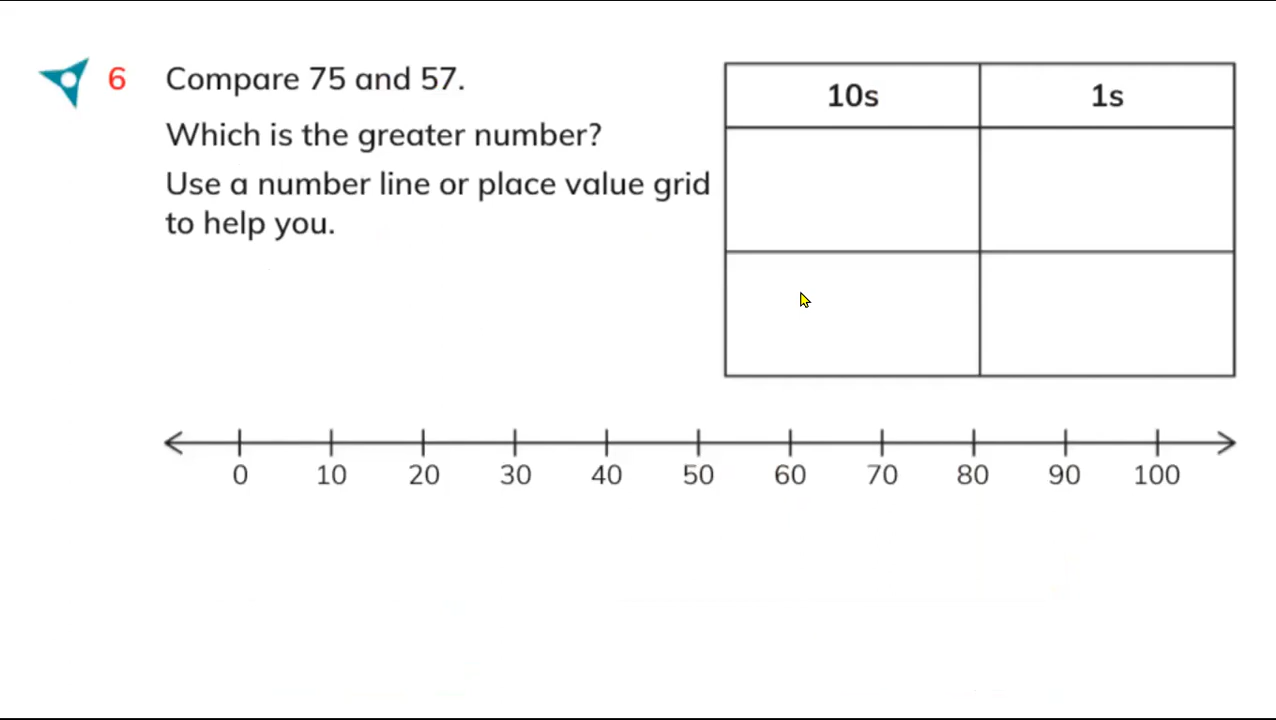 6 Compare 75 and 57.
Which is the greater number?
Use a number line or place value grid
to help you.
10s 1s
0 10 20 30 40 50 60 70 80 90 100